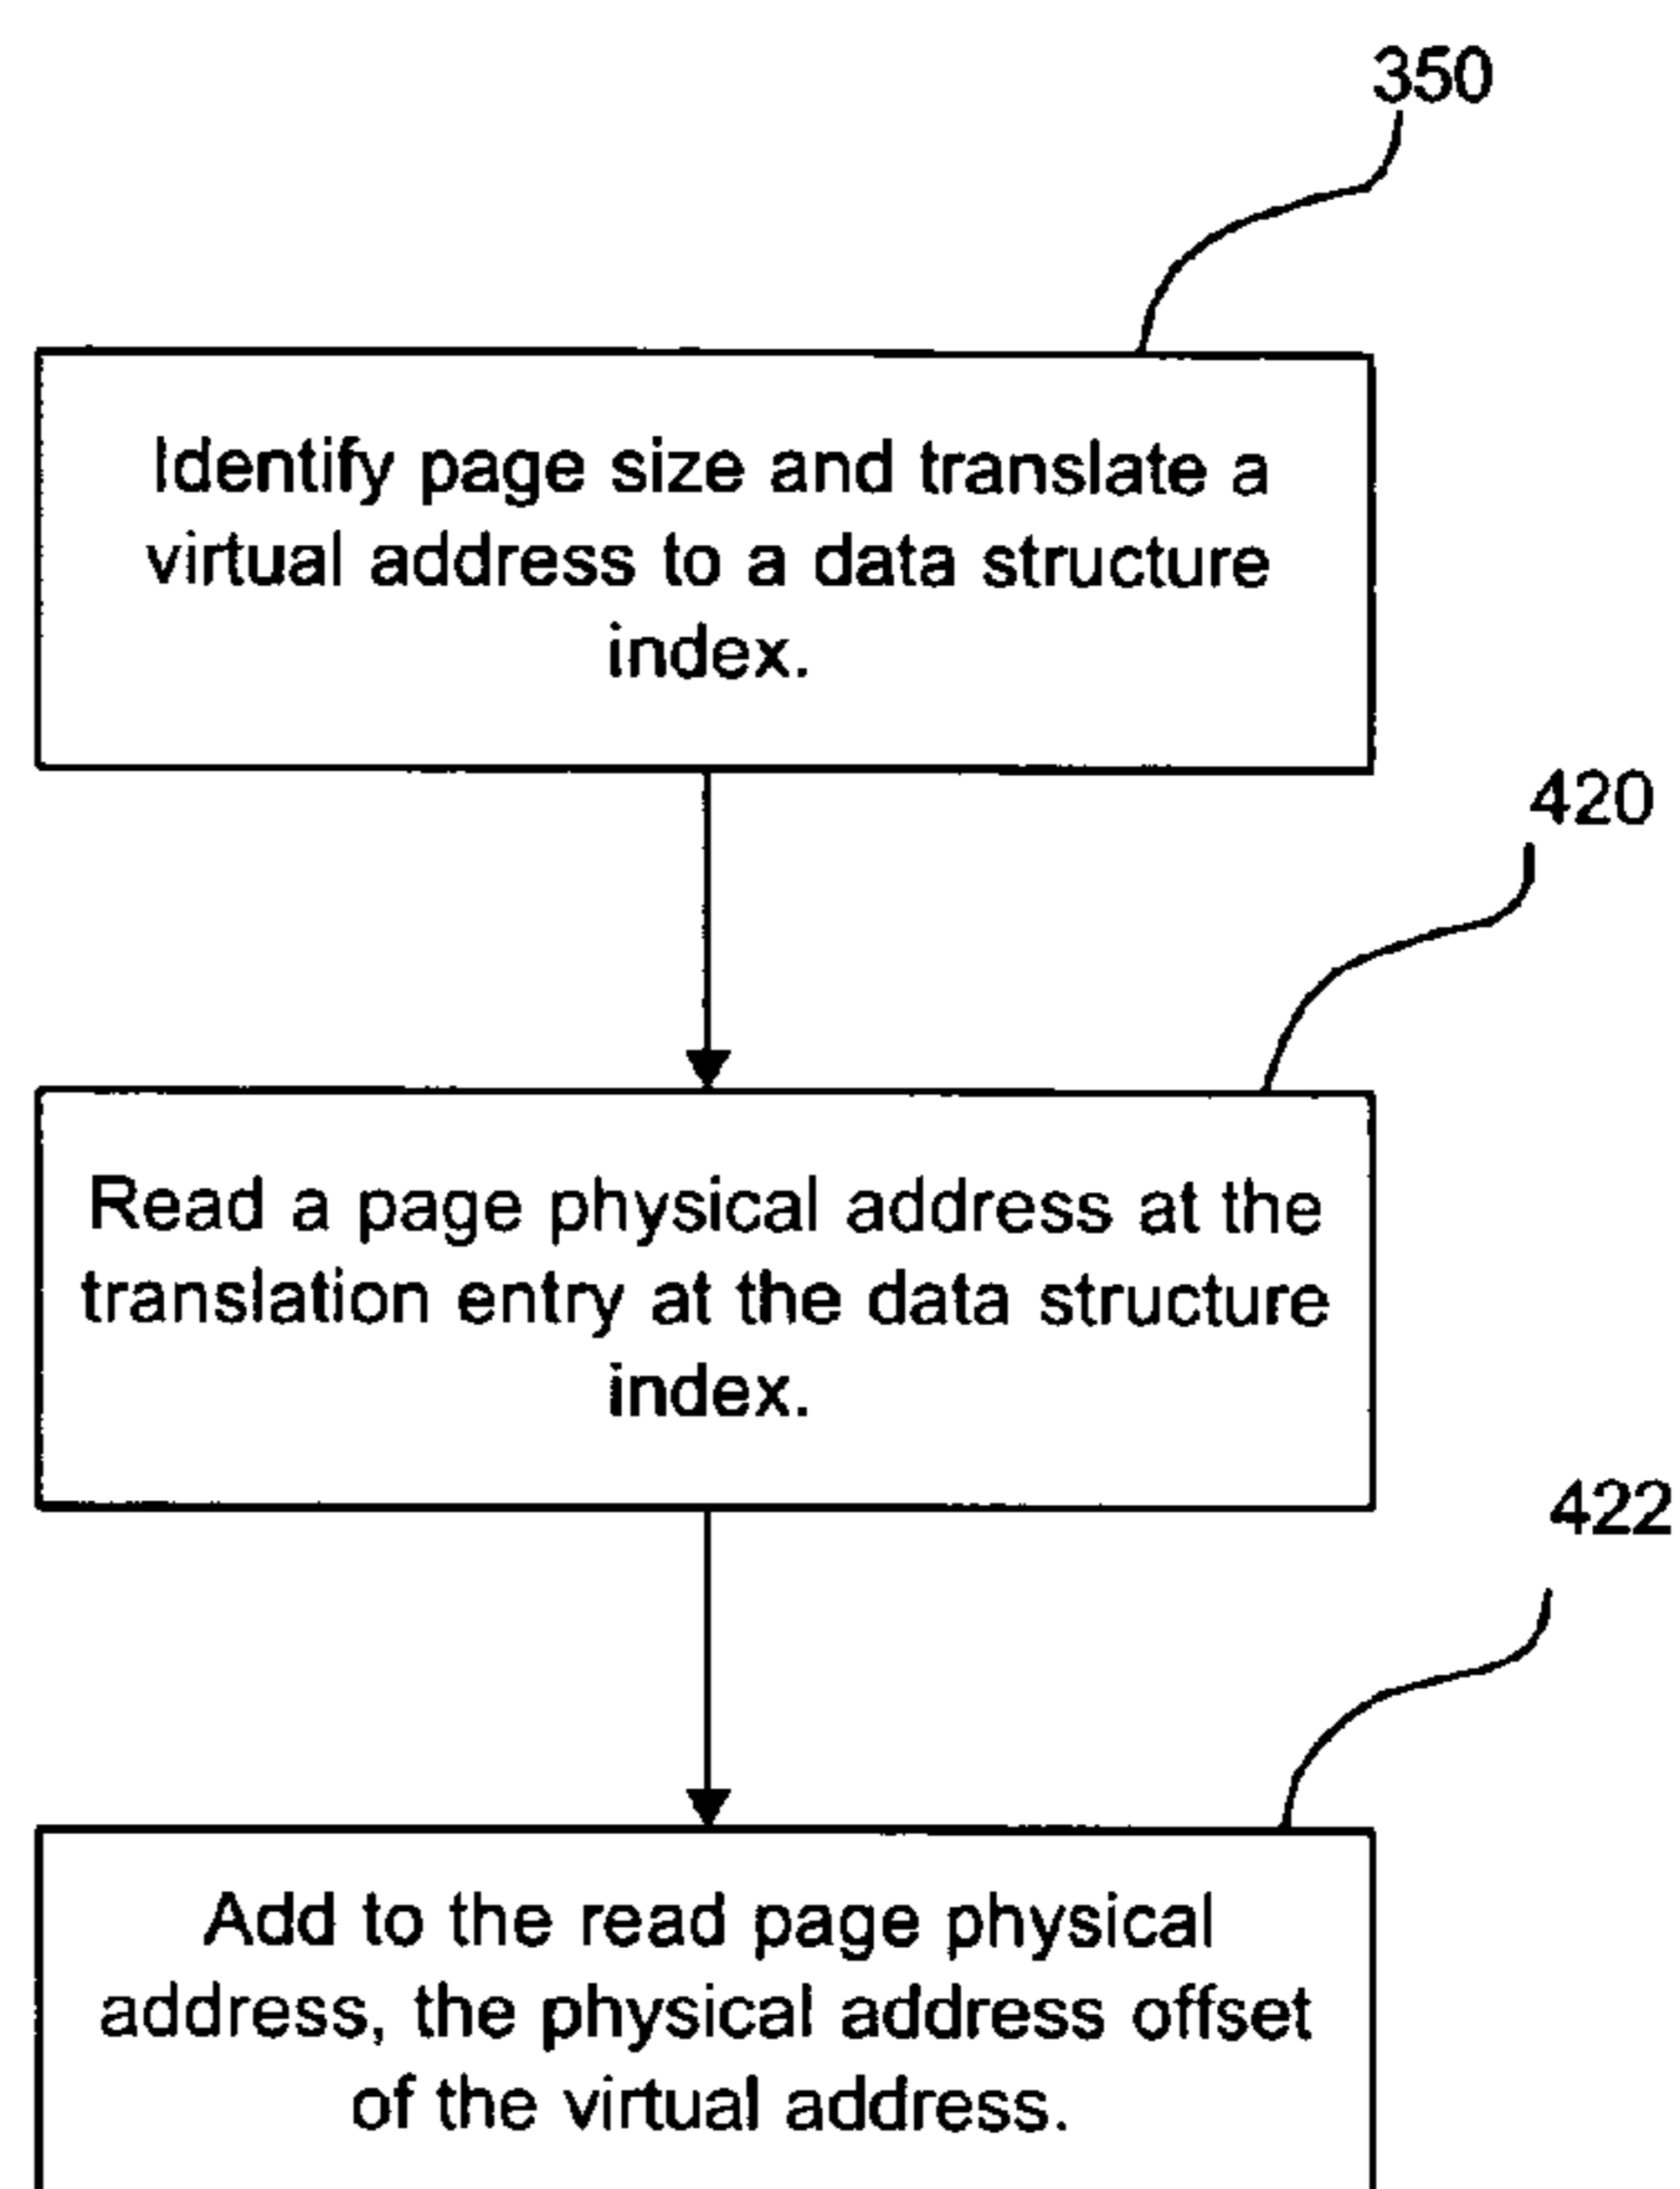 350
Identify page size and translate a
virtual address to a data structure
index.
420
Read a page physical address at the
translation entry at the data structure
index.
422
Add to the read page physical
address, the physical address offset
of the virtual address.